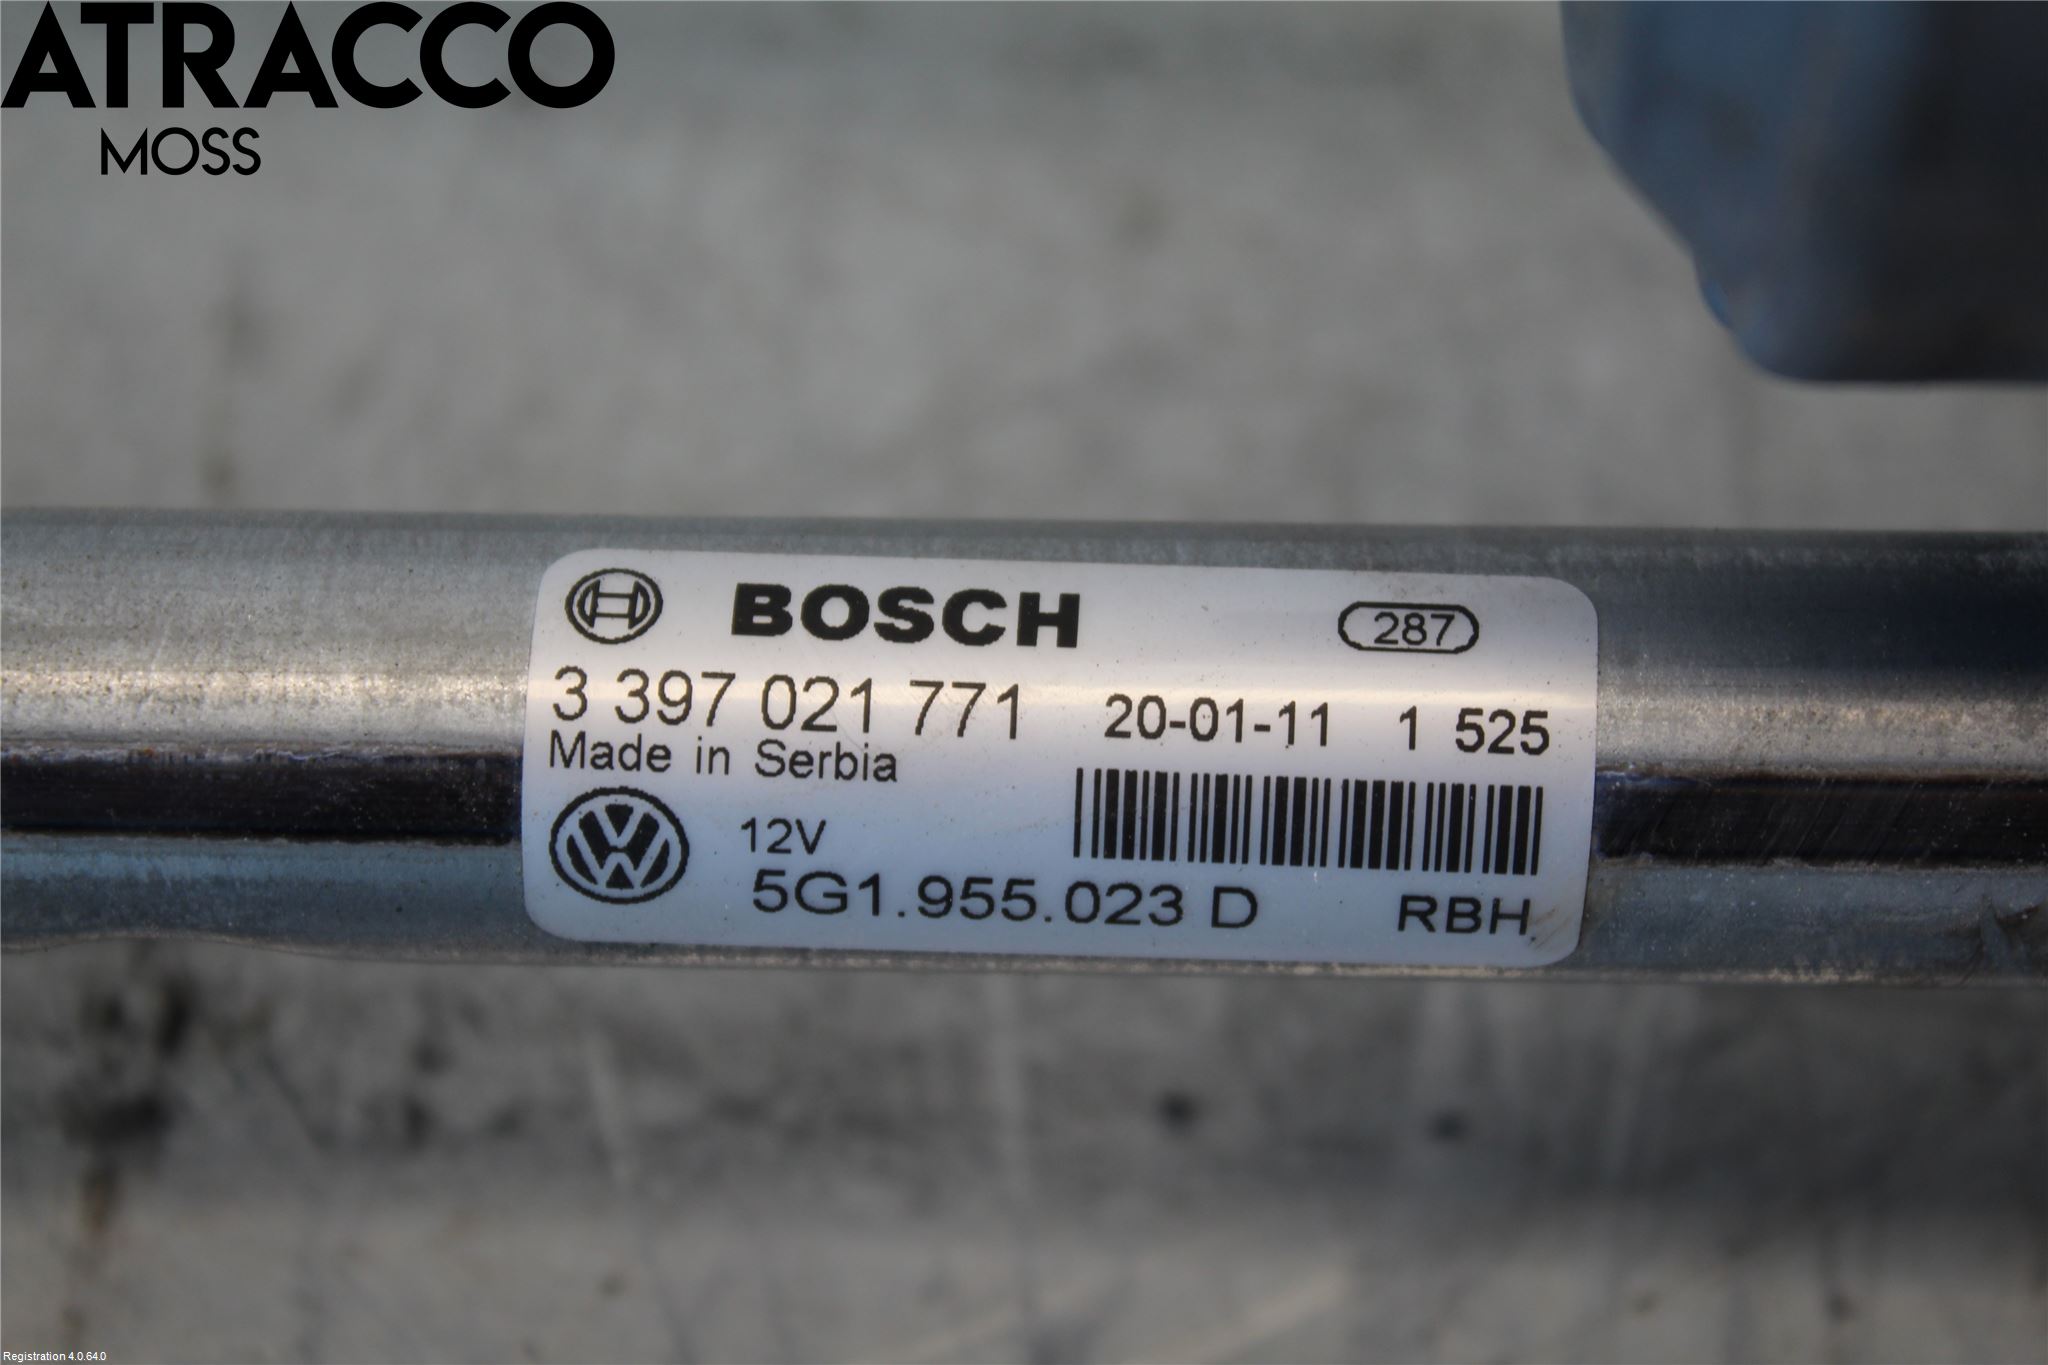 ATRACCO
MOSS
BOSCH 287
3 397 021 771 20-01-11 1 525
Made in Serbia
12V
5G1.955.023 D RBH
Registration 4.0.64.0